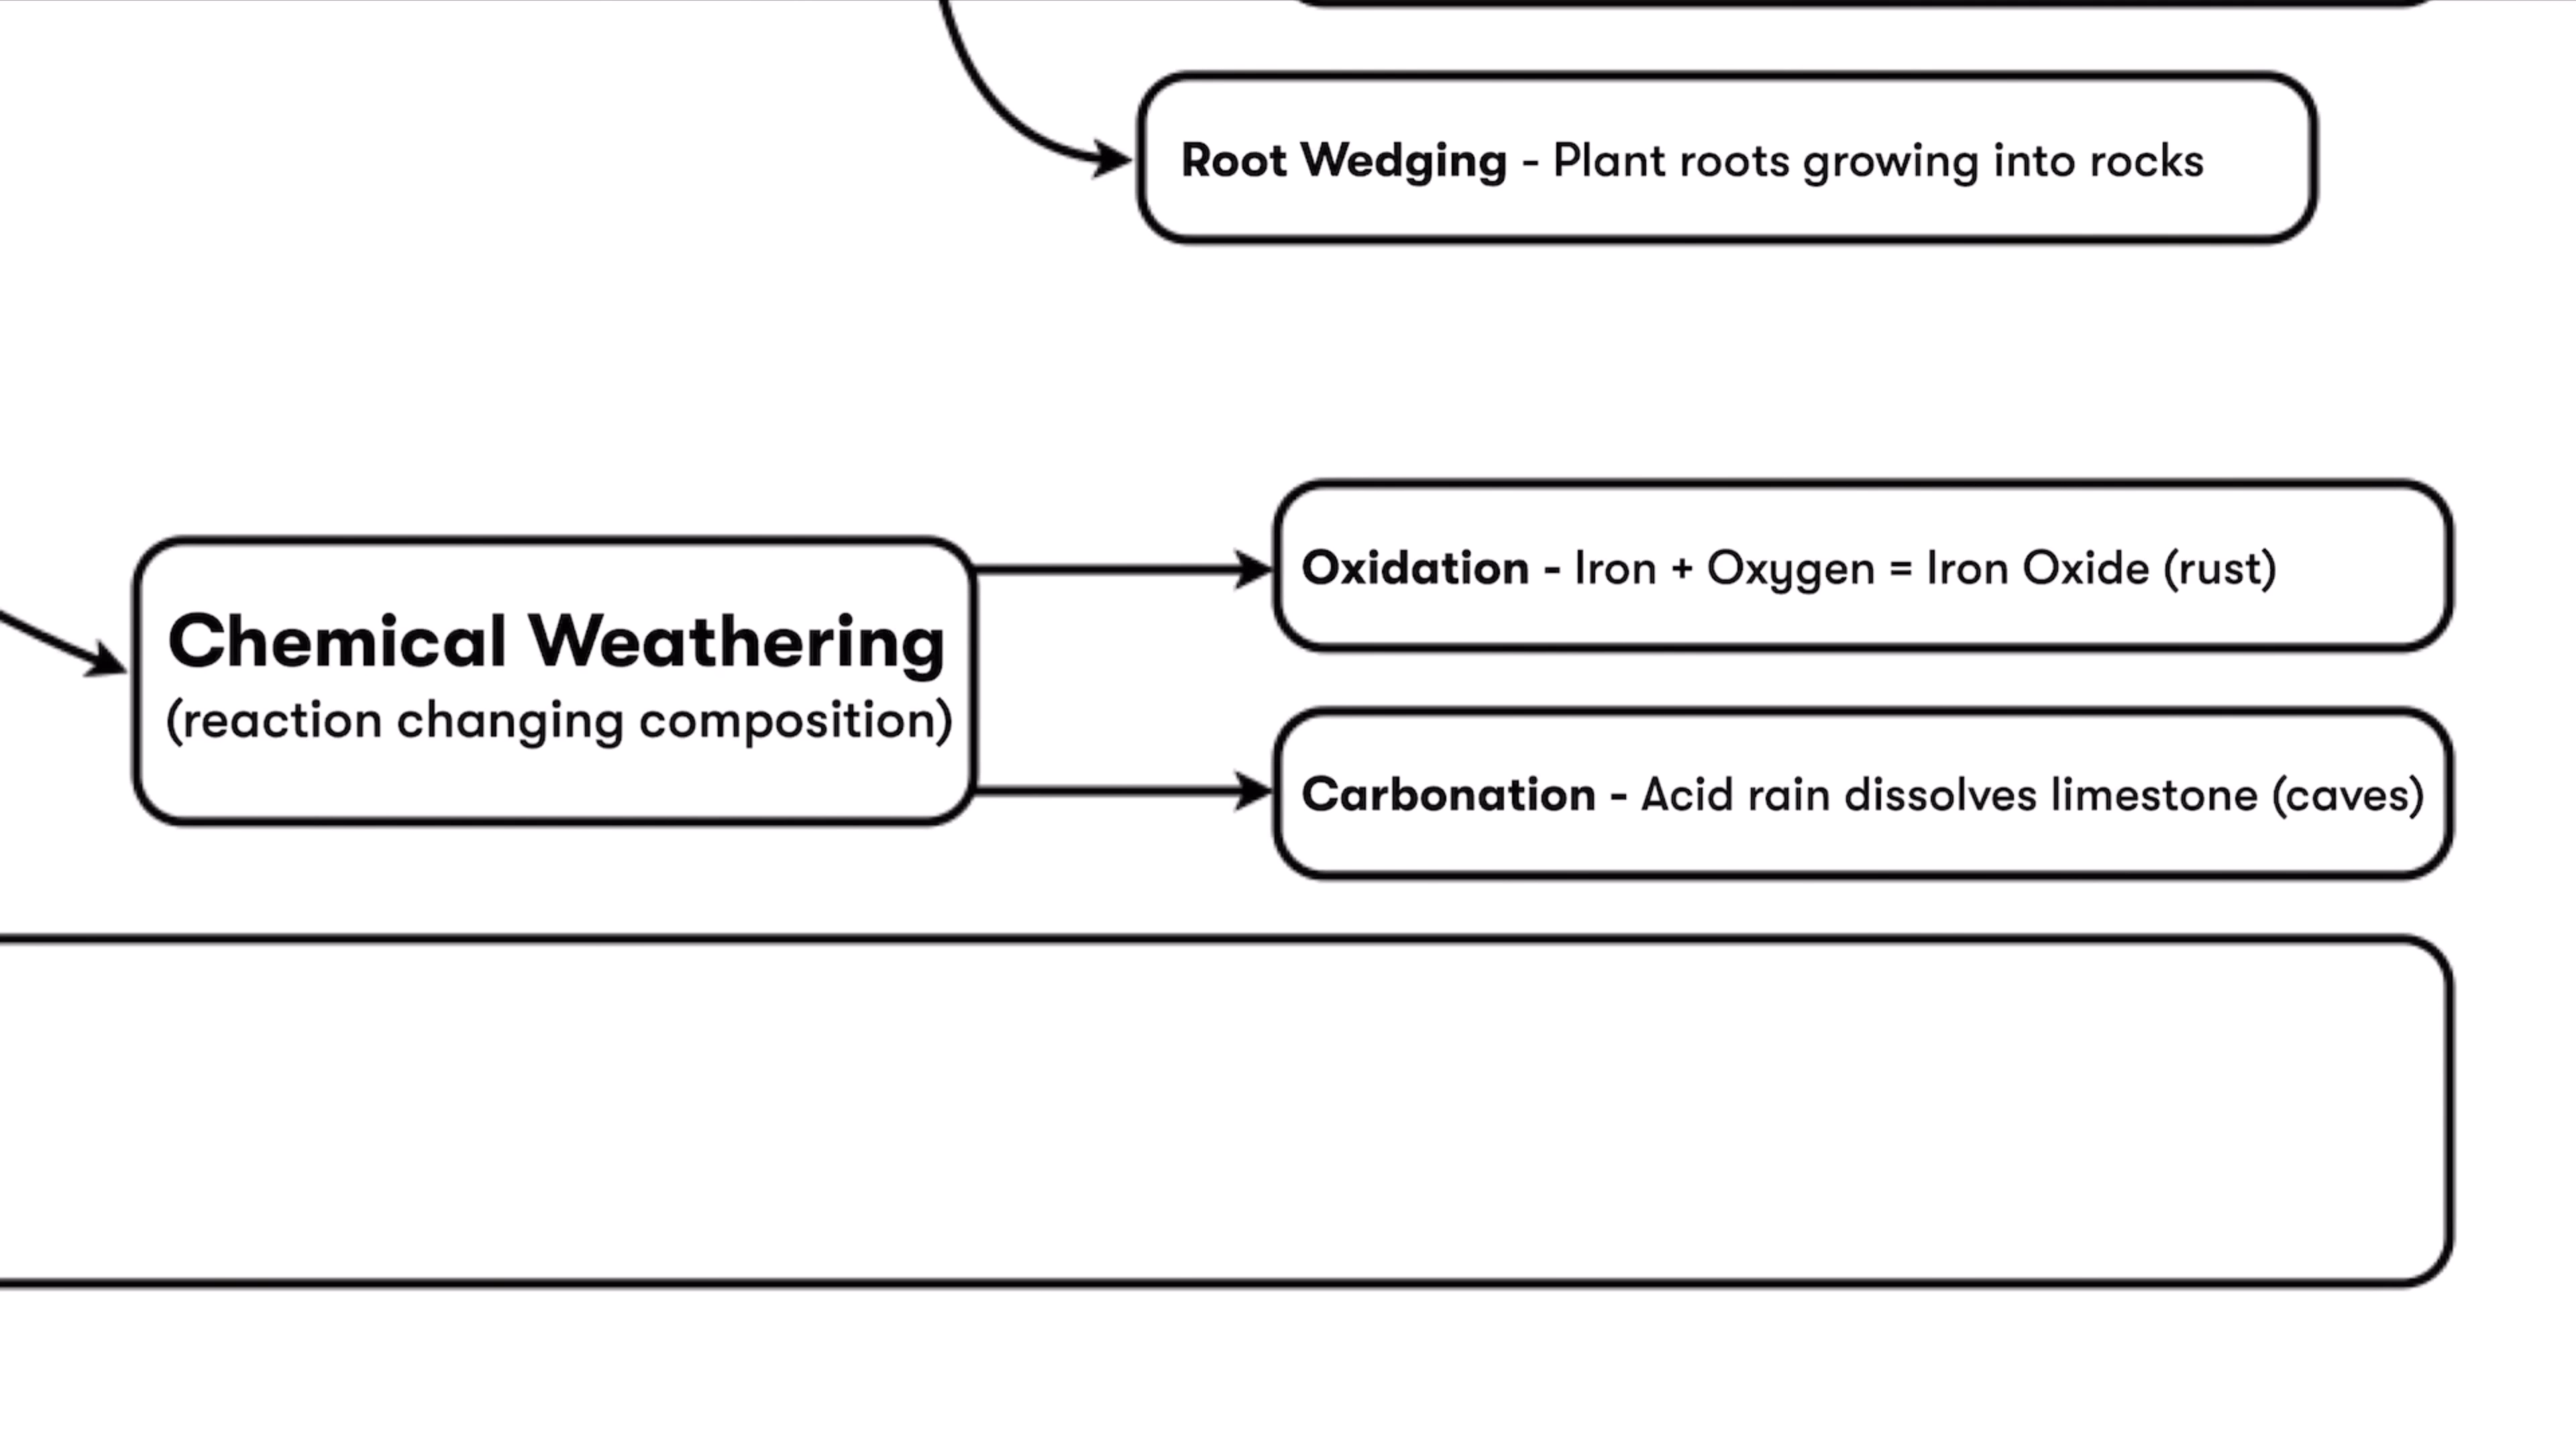 Root Wedging - Plant roots growing into rocks
Oxidation - Iron + Oxygen = Iron Oxide (rust)
Chemical Weathering
(reaction changing composition)
Carbonation - Acid rain dissolves limestone (caves)